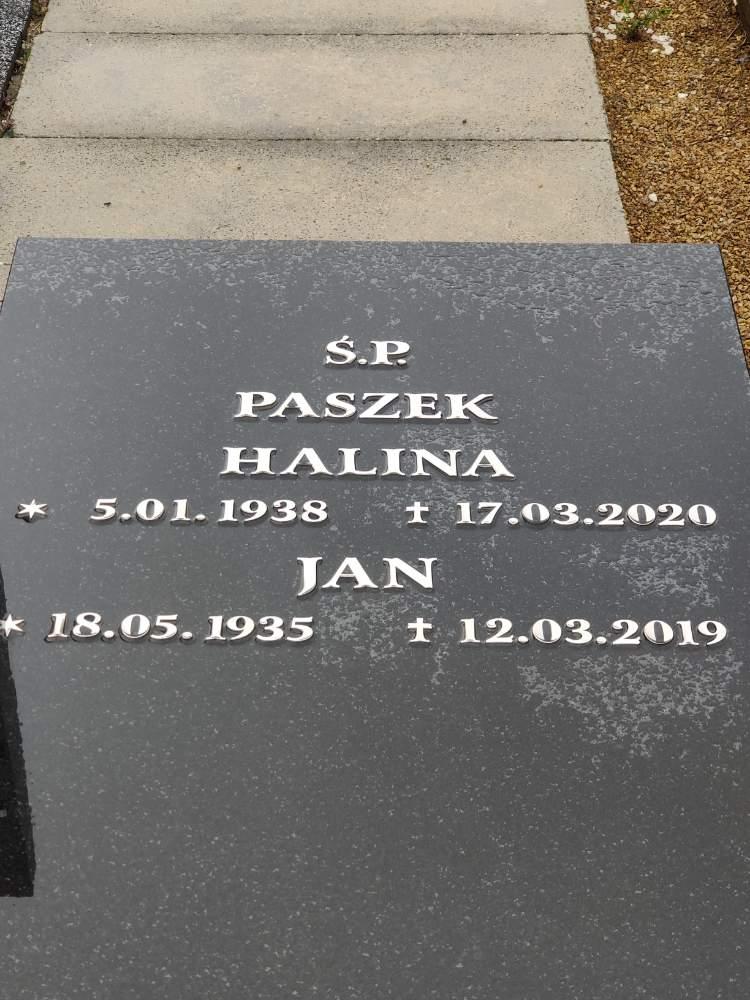 Ś.P.
PASZEK
HALINA
* 5.01.1938 † 17.03.2020
JAN
* 18.05.1935 † 12.03.2019